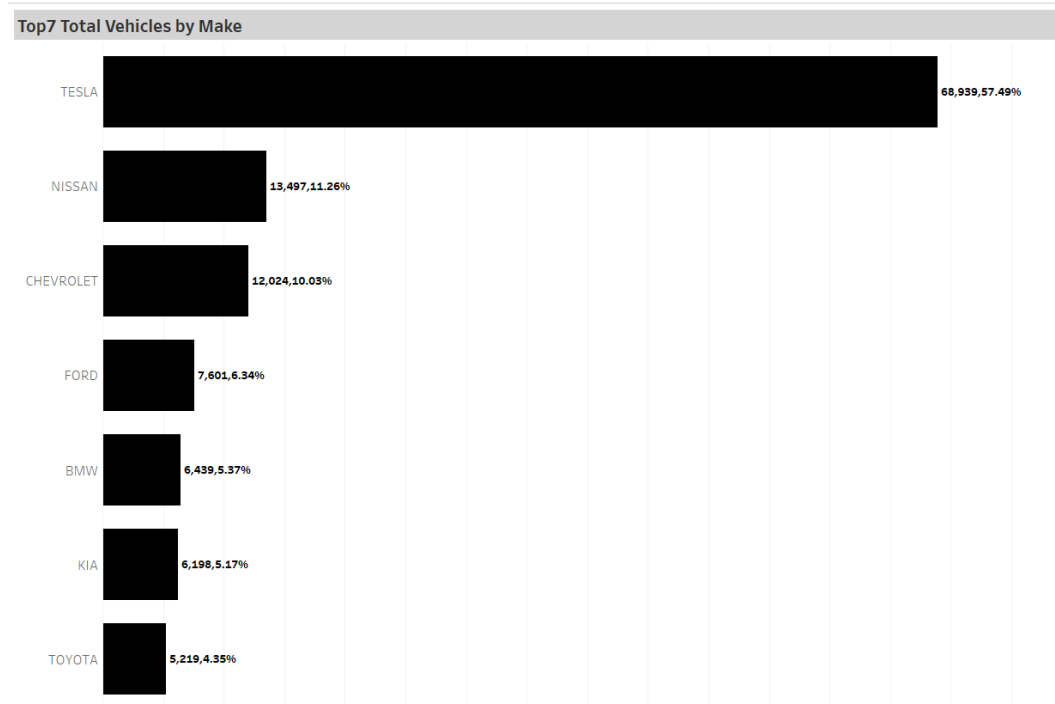 Top7 Total Vehicles by Make
TESLA 68,939,57.49%
NISSAN 13,497,11.26%
CHEVROLET 12,024,10.03%
FORD 7,601,6.34%
BMW 6,439,5.37%
KIA 6,198,5.17%
TOYOTA 5,219,4.35%